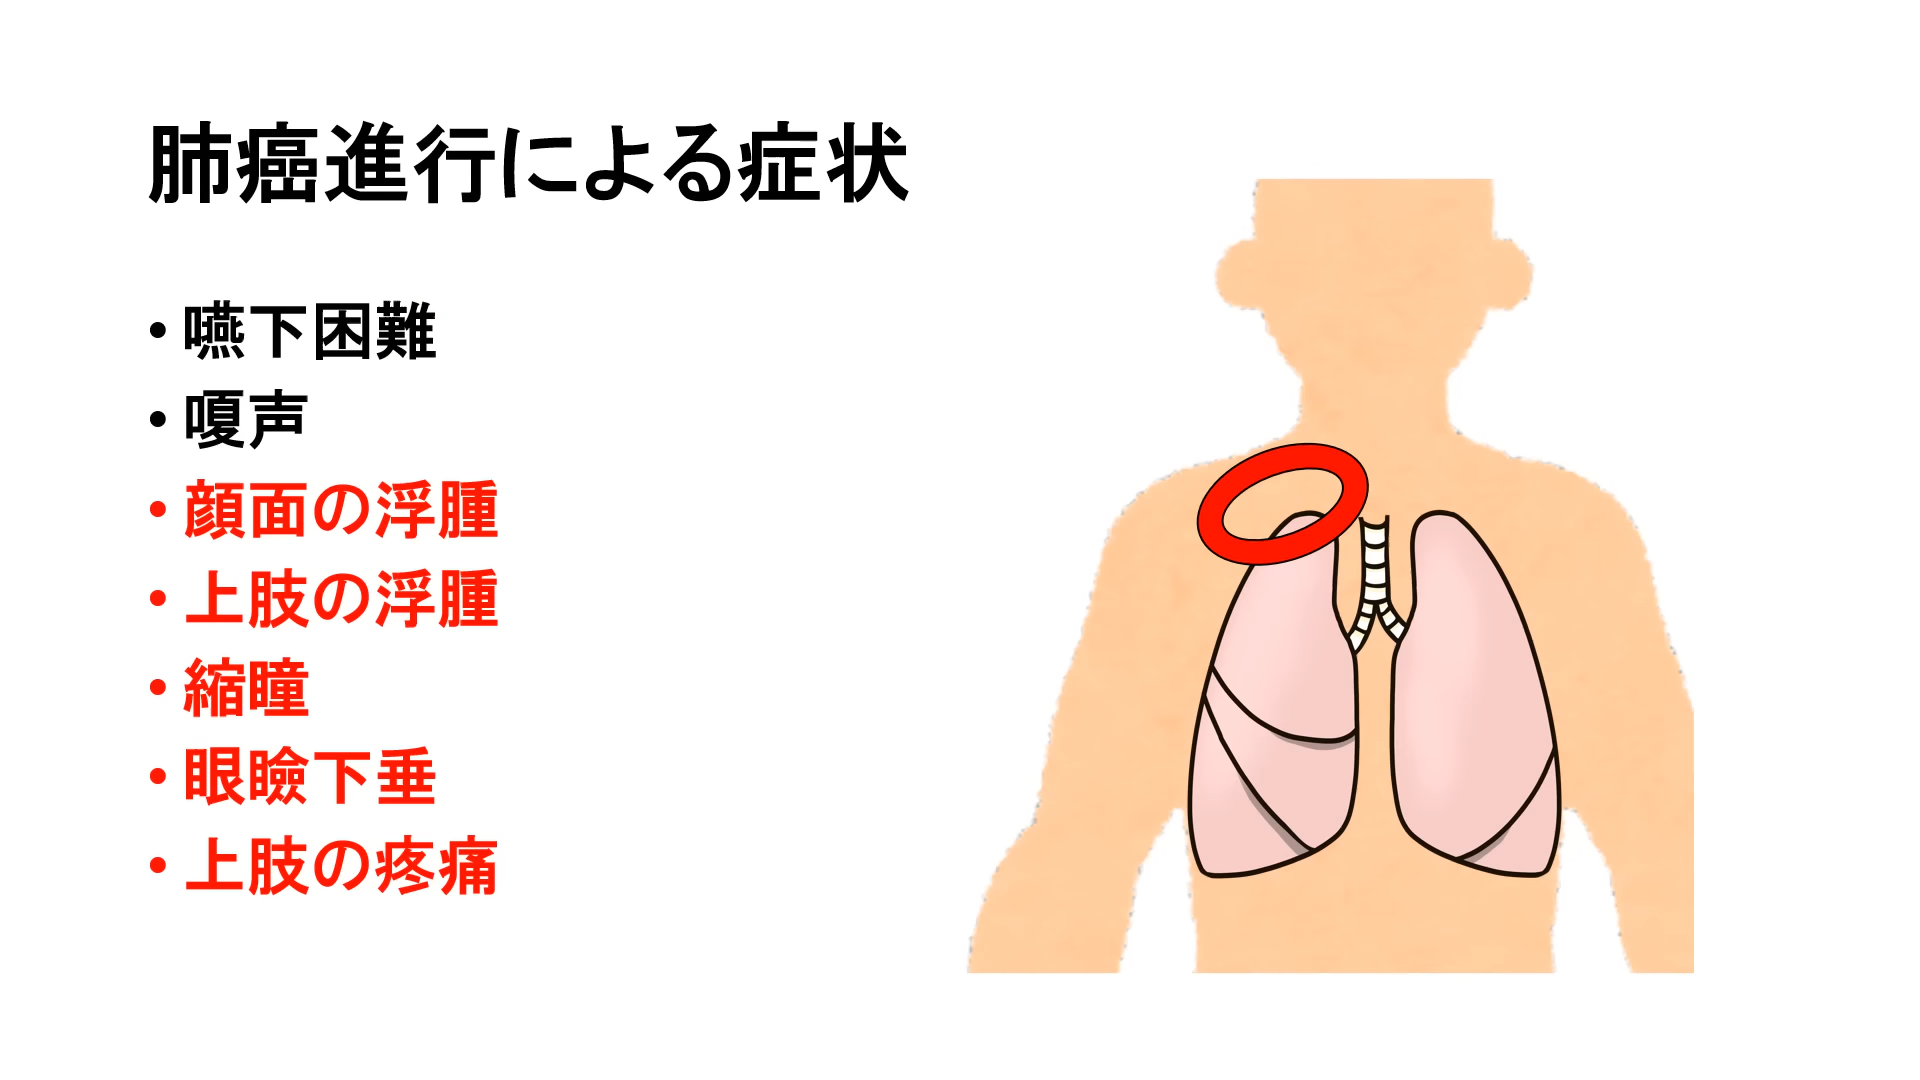 肺癌進行による症状
• 嚥下困難
• 嗄声
• 顔面の浮腫
• 上肢の浮腫
• 縮瞳
• 眼瞼下垂
• 上肢の疼痛